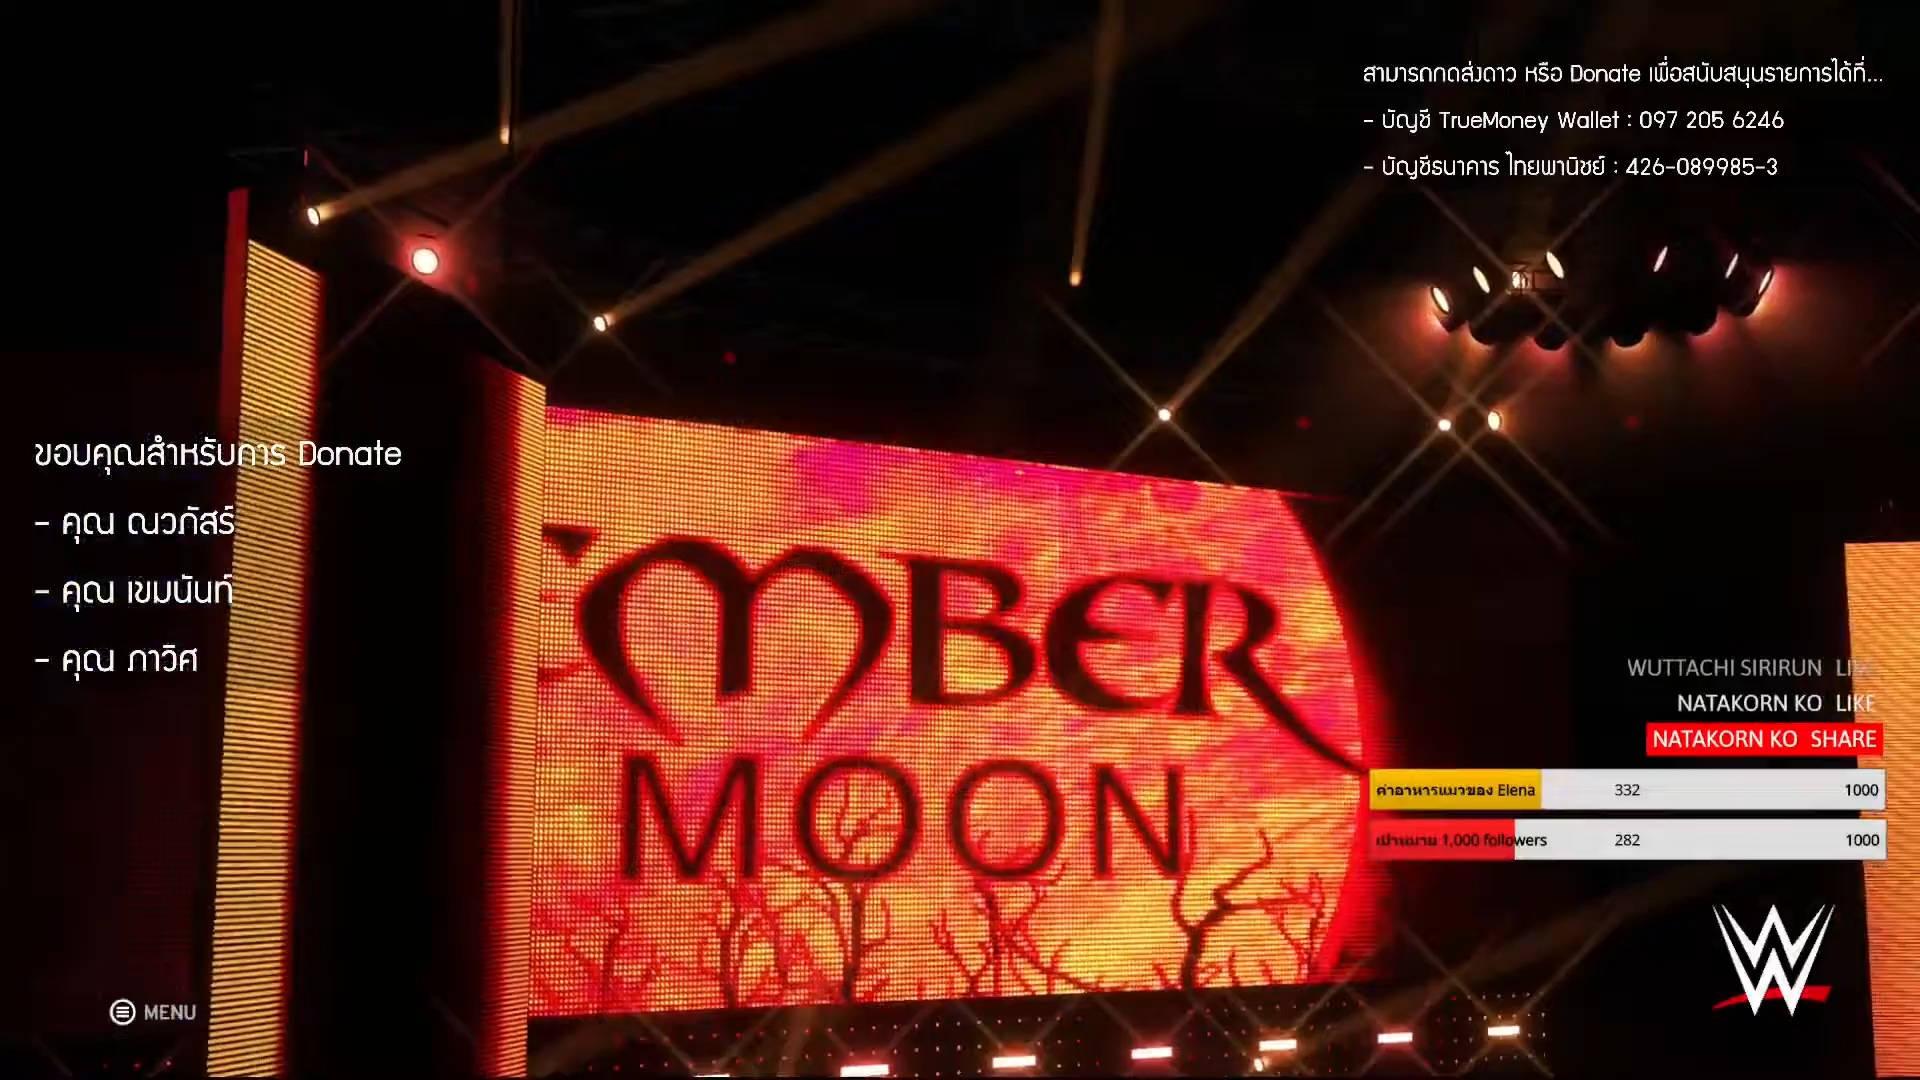 สามารถกดส่งดาว หรือ Donate เพื่อสนับสนุนรายการได้ที่...
- บัญชี TrueMoney Wallet : 097 205 6246
- บัญชีธนาคาร ไทยพานิชย์ : 426-089985-3
ขอบคุณสำหรับการ Donate
- คุณ ณวภัสร์
- คุณ เขมนันท์
- คุณ ภาวิศ
MBER
MOON
WUTTACHI SIRIRUN LIKE
NATAKORN KO LIKE
NATAKORN KO SHARE
ค่าอาหารแมวของ Elena 332 1000
เป้าหมาย 1,000 followers 282 1000
W
MENU